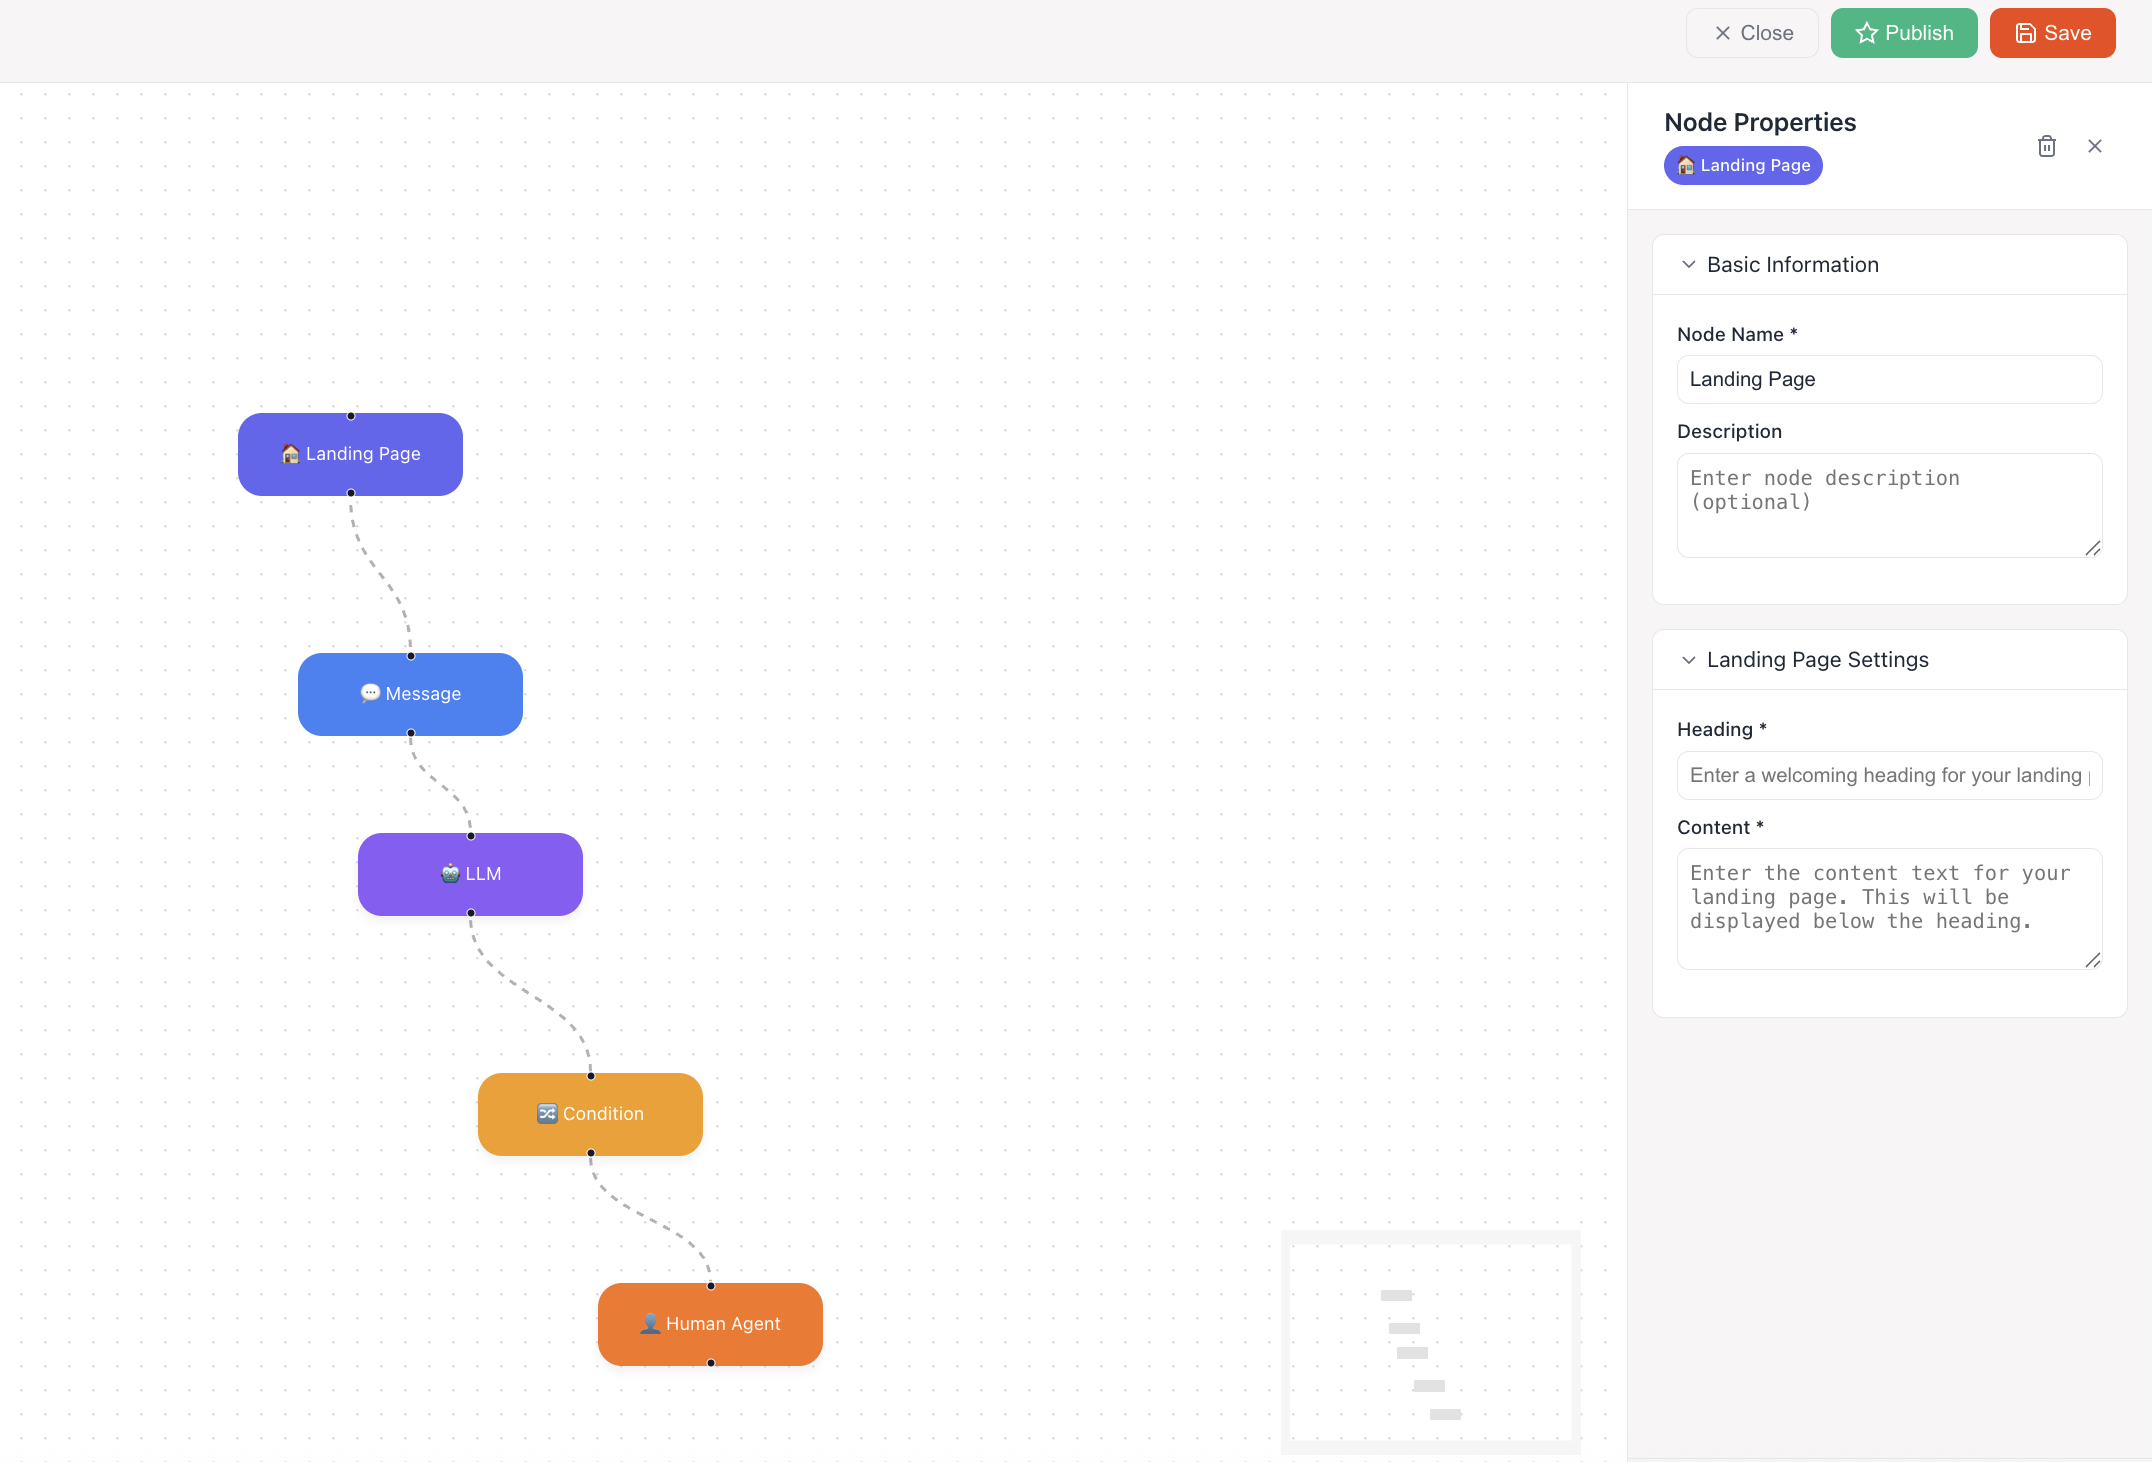 Close
Publish
Save
Node Properties
Landing Page
Basic Information
Node Name *
Landing Page
Description
Enter node description
(optional)
Landing Page Settings
Heading *
Enter a welcoming heading for your landing
Content *
Enter the content text for your
landing page. This will be
displayed below the heading.
Landing Page
Message
LLM
Condition
Human Agent